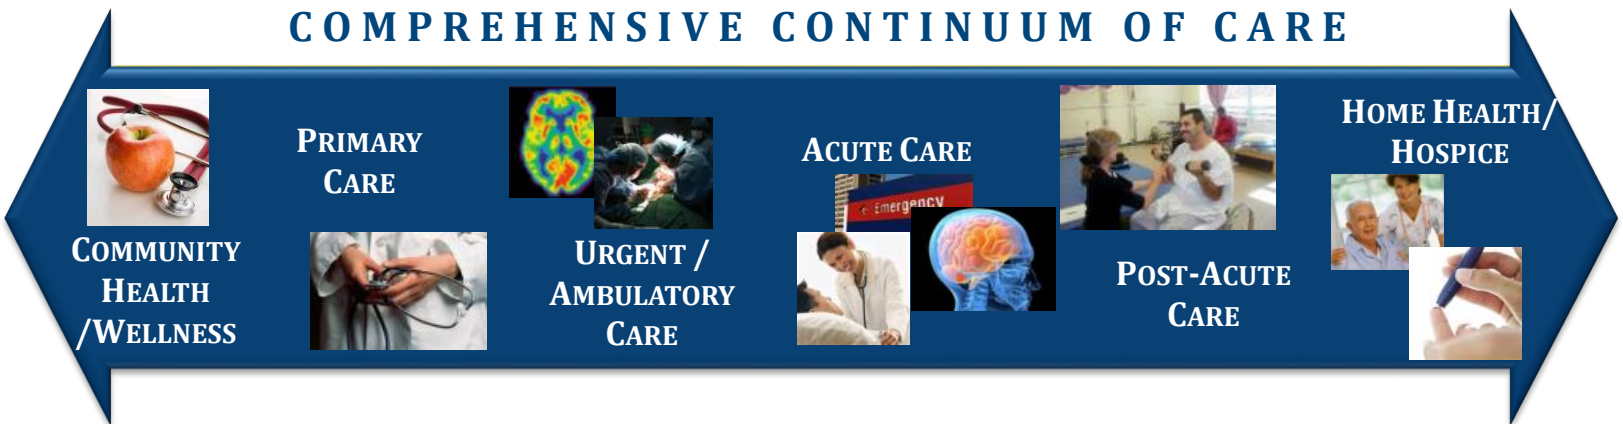 COMPREHENSIVE CONTINUUM OF CARE
COMMUNITY
HEALTH
/WELLNESS
PRIMARY
CARE
URGENT /
AMBULATORY
CARE
ACUTE CARE
Emergency
POST-ACUTE
CARE
HOME HEALTH/
HOSPICE